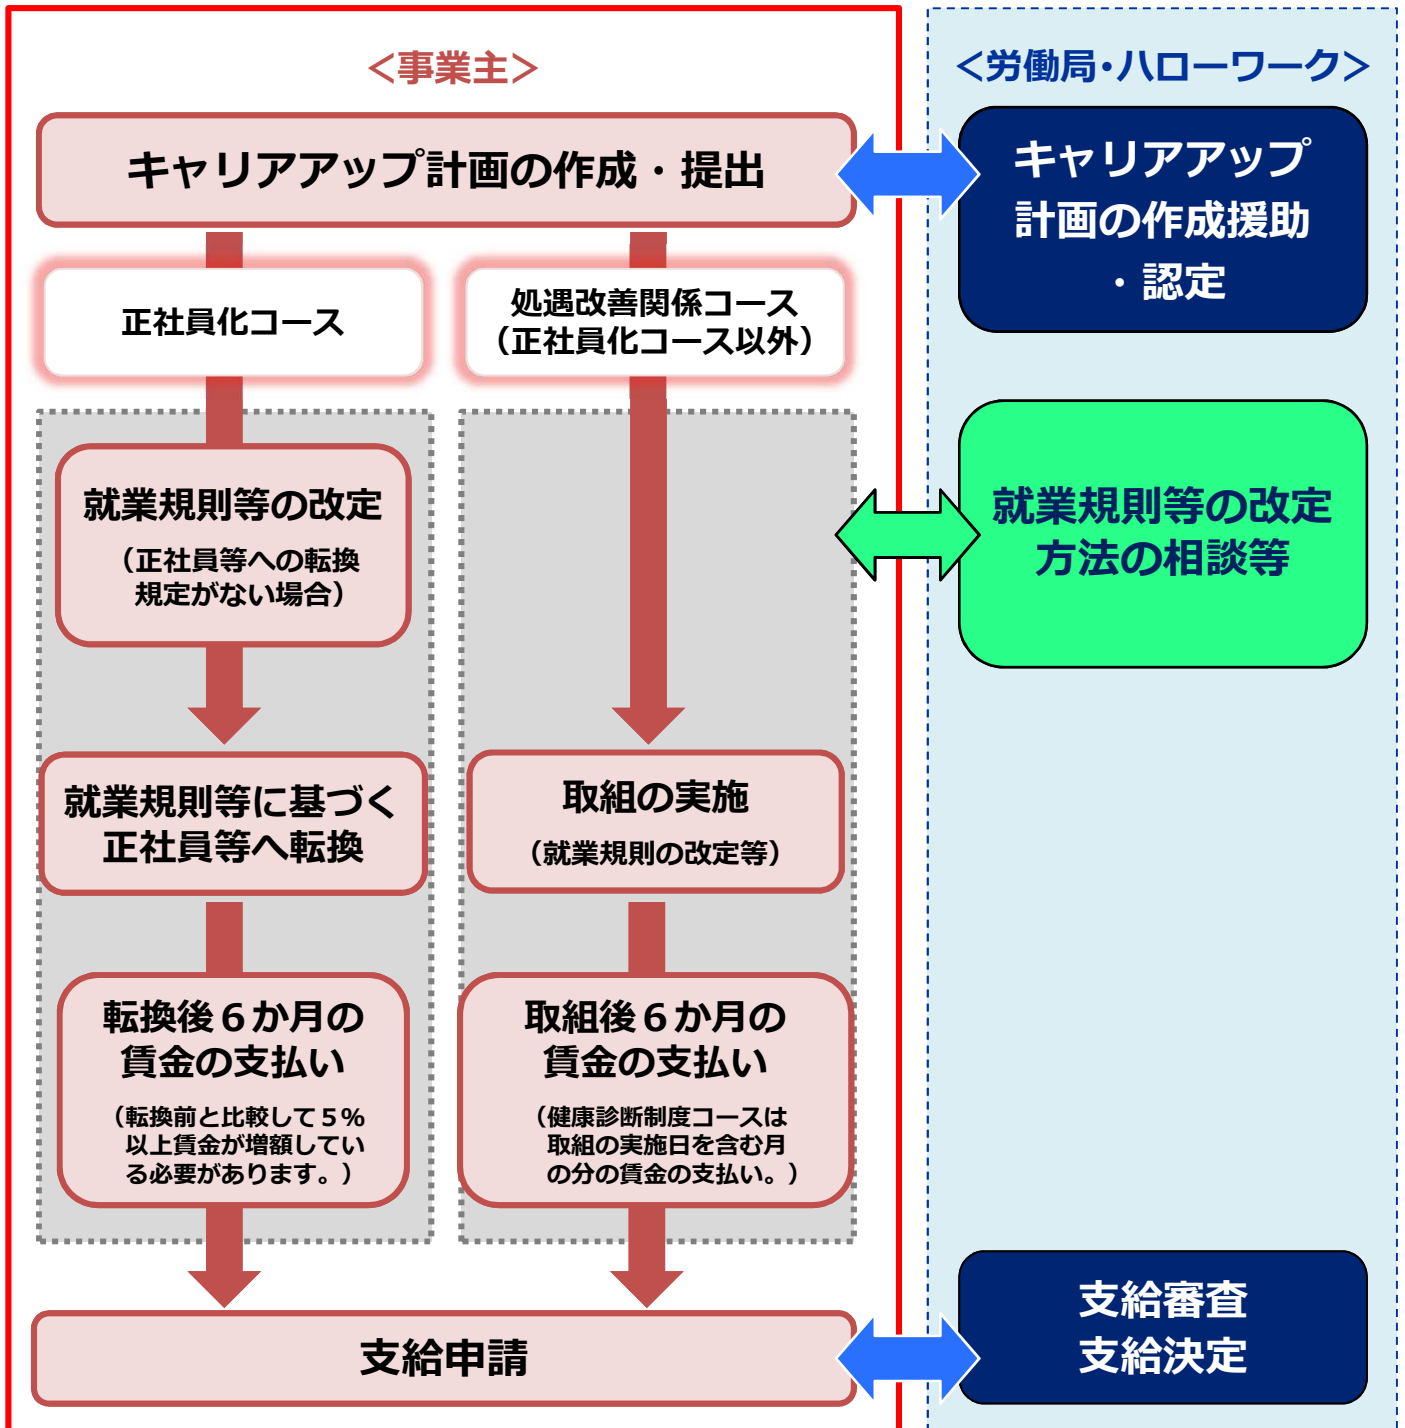 ＜事業主＞
キャリアアップ計画の作成・提出
正社員化コース
処遇改善関係コース
（正社員化コース以外）
就業規則等の改定
（正社員等への転換
規定がない場合）
就業規則等に基づく
正社員等へ転換
取組の実施
（就業規則の改定等）
転換後６か月の
賃金の支払い
（転換前と比較して５％
以上賃金が増額してい
る必要があります。）
取組後６か月の
賃金の支払い
（健康診断制度コースは
取組の実施日を含む月
の分の賃金の支払い。）
支給申請
＜労働局・ハローワーク＞
キャリアアップ
計画の作成援助
・認定
就業規則等の改定
方法の相談等
支給審査
支給決定